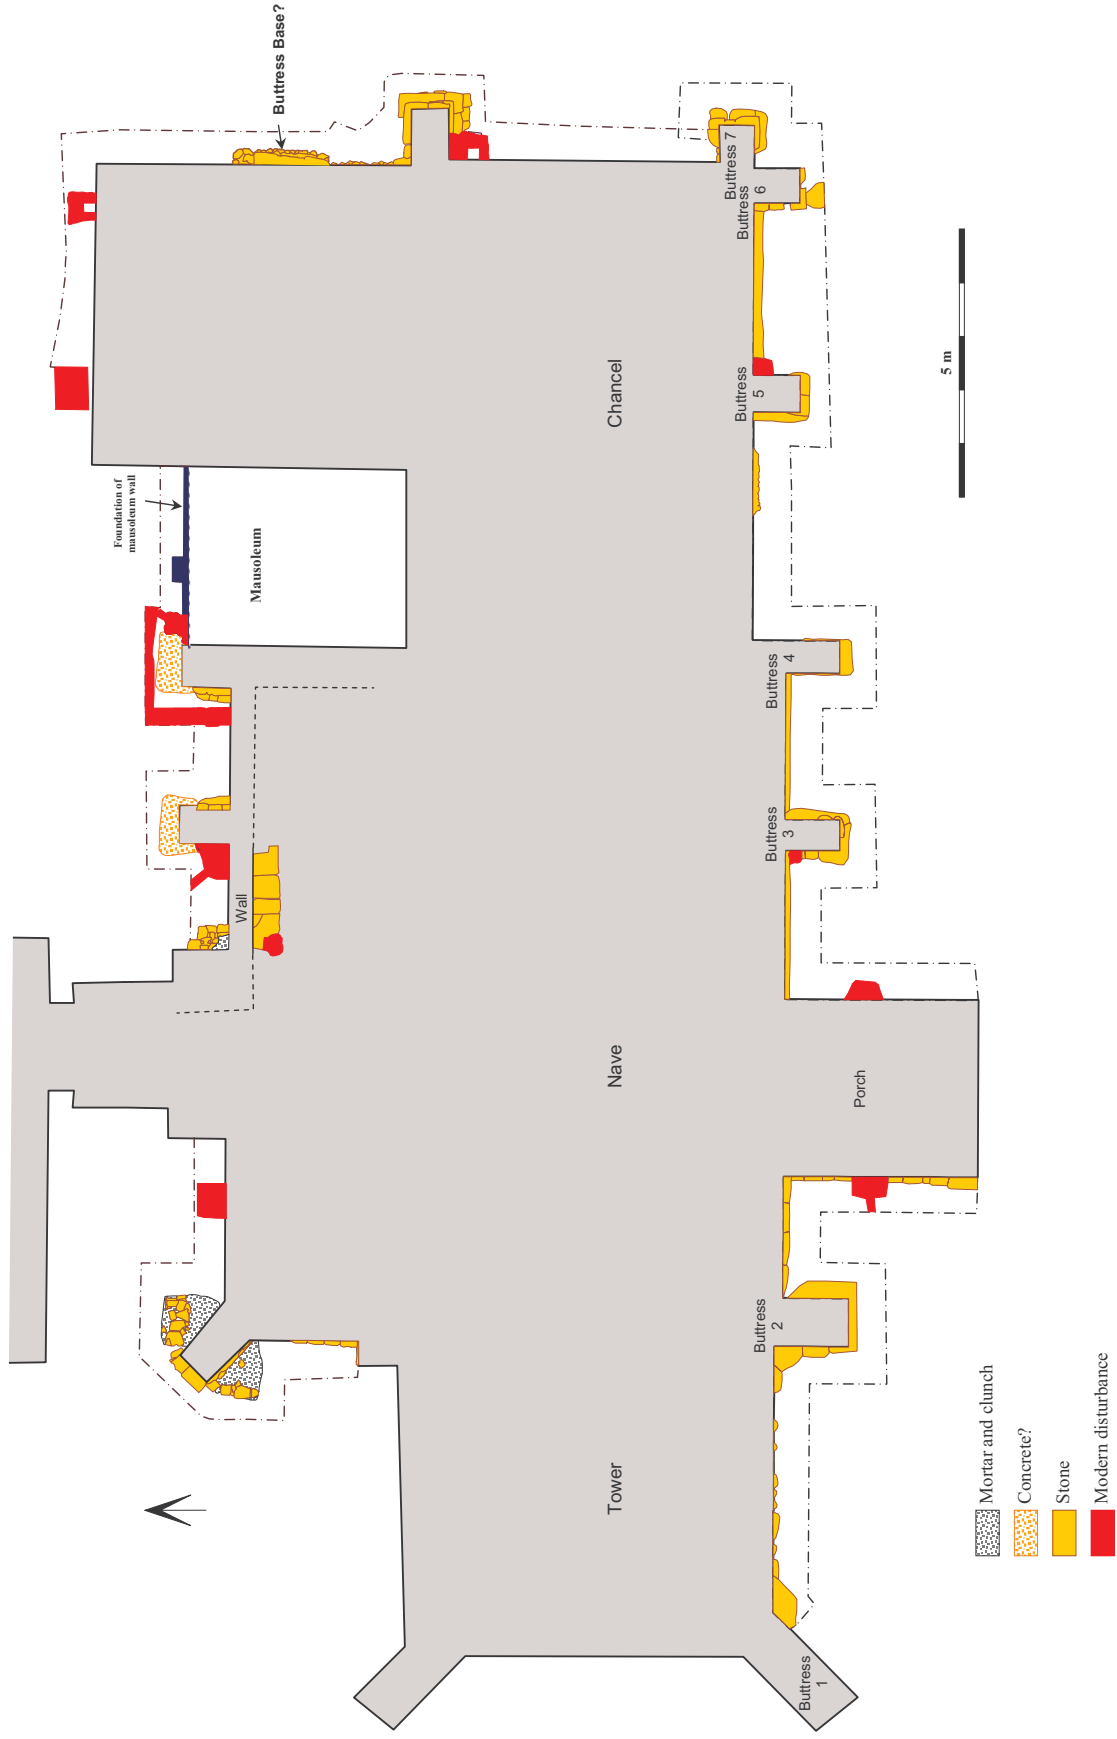 Buttress Base?
Foundation of
mausoleum wall
Mausoleum
Wall
Chancel
Nave
Tower
Porch
Buttress
1
Buttress
2
Buttress
3
Buttress
4
Buttress
5
Buttress
6
Buttress 7
5 m
Mortar and clunch
Concrete?
Stone
Modern disturbance